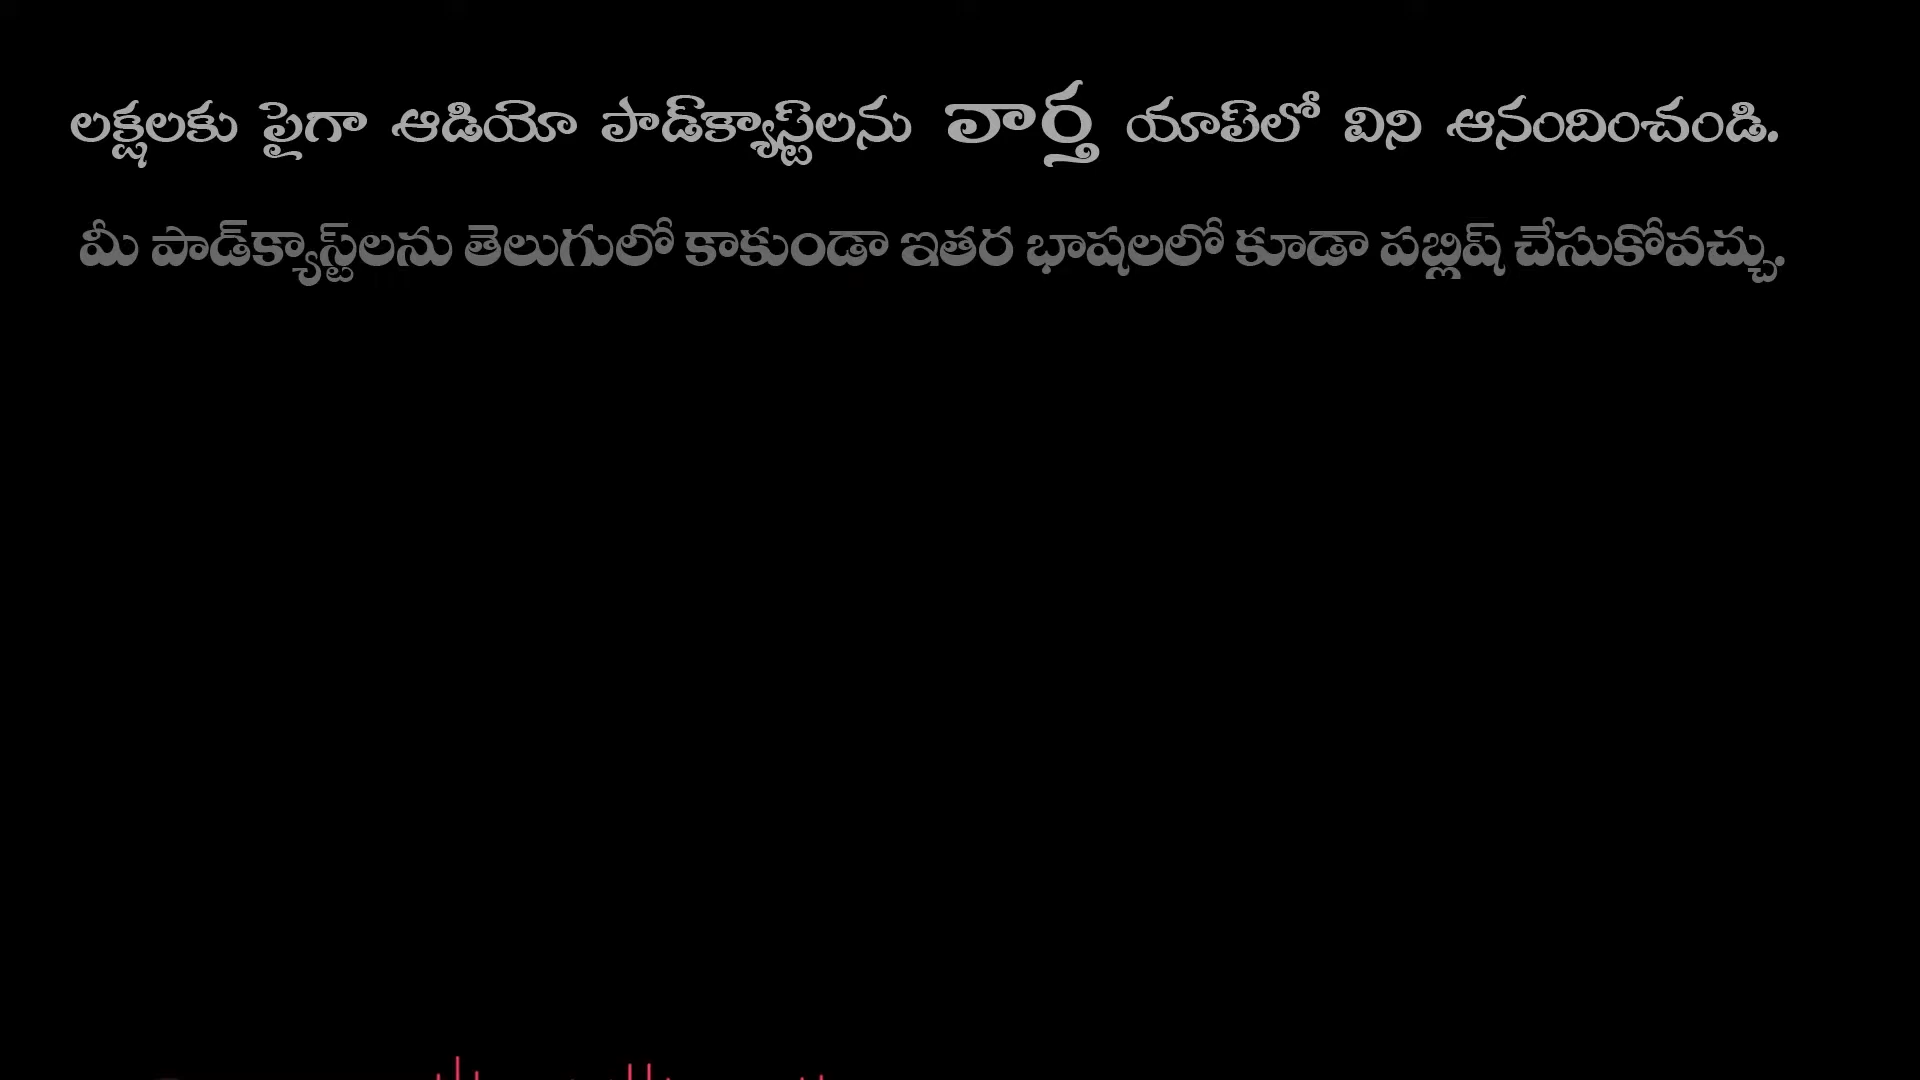 లక్షలకు పైగా ఆడియో పాడ్‌క్యాస్ట్‌లను వార్త యాప్‌లో విని ఆనందించండి.
మీ పాడ్‌క్యాస్ట్‌లను తెలుగులో కాకుండా ఇతర భాషలలో కూడా పబ్లిష్ చేసుకోవచ్చు.